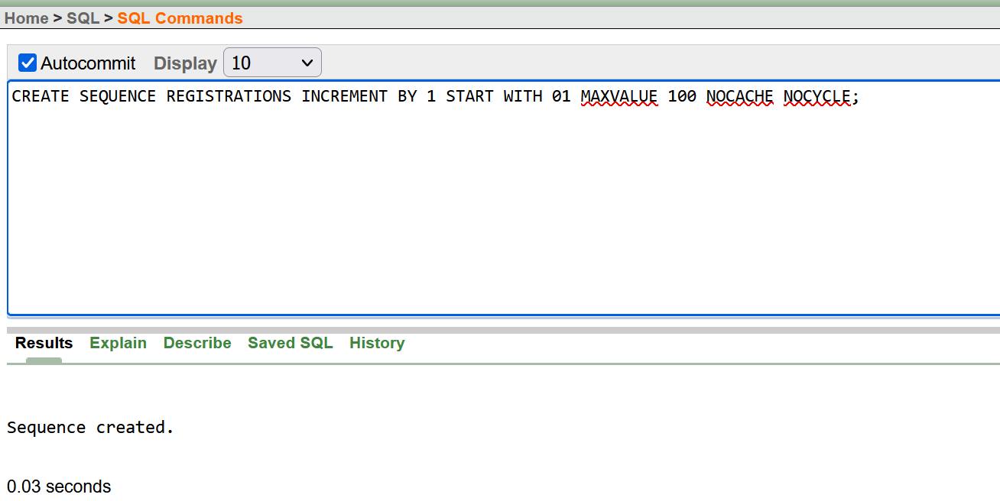 Home > SQL > SQL Commands
Autocommit Display 10
CREATE SEQUENCE REGISTRATIONS INCREMENT BY 1 START WITH 01 MAXVALUE 100 NOCACHE NOCYCLE;
Results Explain Describe Saved SQL History
Sequence created.
0.03 seconds